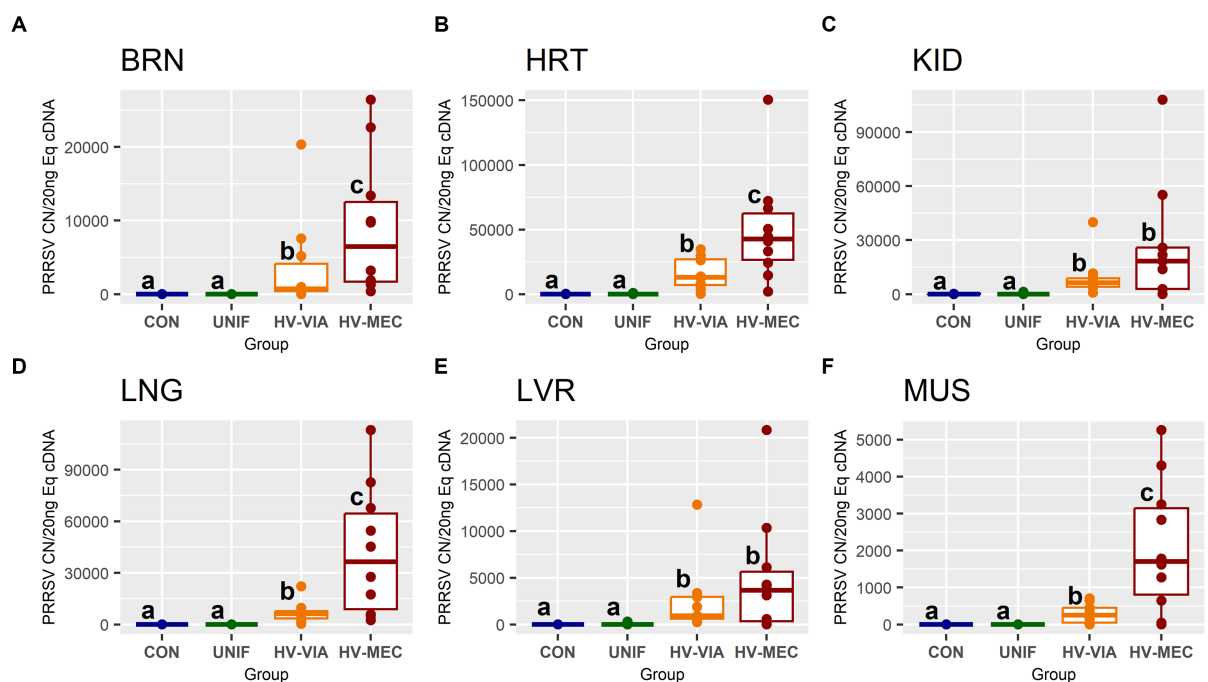 A
BRN
PRRSV CN/20ng Eq cDNA
20000
10000
0
a
a
b
c
CON UNIF HV-VIA HV-MEC
Group
B
HRT
PRRSV CN/20ng Eq cDNA
150000
100000
50000
0
a
a
b
c
CON UNIF HV-VIA HV-MEC
Group
C
KID
PRRSV CN/20ng Eq cDNA
90000
60000
30000
0
a
a
b
b
CON UNIF HV-VIA HV-MEC
Group
D
LNG
PRRSV CN/20ng Eq cDNA
90000
60000
30000
0
a
a
b
c
CON UNIF HV-VIA HV-MEC
Group
E
LVR
PRRSV CN/20ng Eq cDNA
20000
15000
10000
5000
0
a
a
b
b
CON UNIF HV-VIA HV-MEC
Group
F
MUS
PRRSV CN/20ng Eq cDNA
5000
4000
3000
2000
1000
0
a
a
b
c
CON UNIF HV-VIA HV-MEC
Group